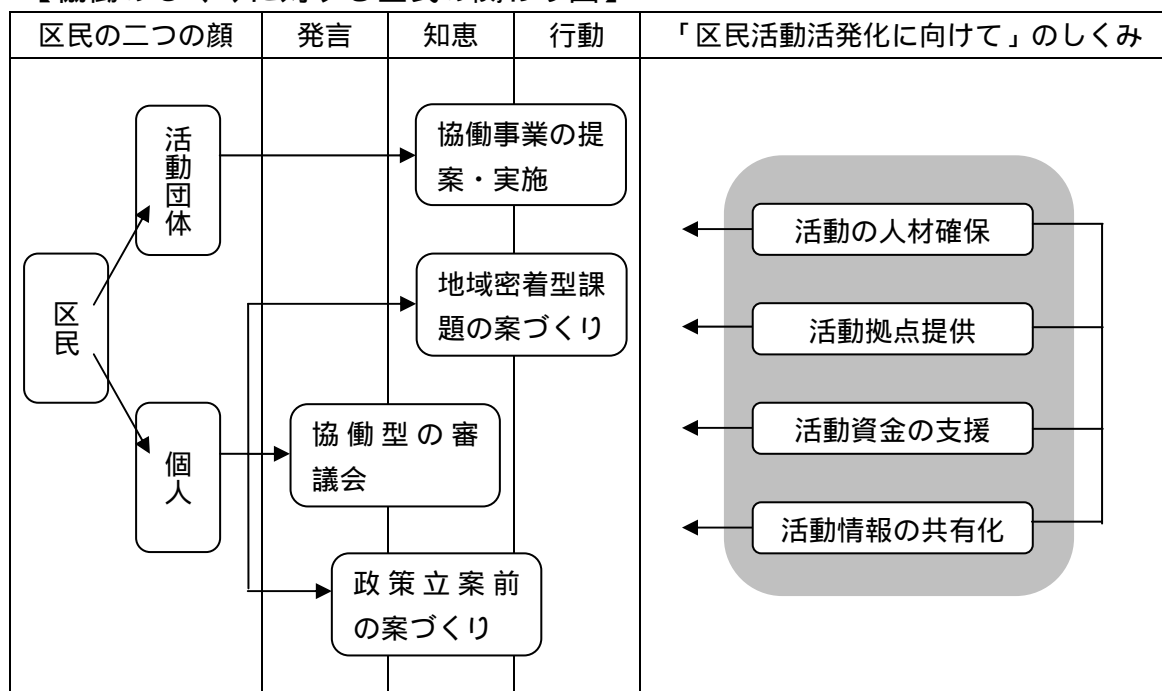 区民の二つの顔
発言
知恵
行動
「区民活動活発化に向けて」のしくみ
活動団体
協働事業の提
案・実施
活動の人材確保
区民
地域密着型課
題の案づくり
活動拠点提供
個人
協働型の審
議会
活動資金の支援
政策立案前
の案づくり
活動情報の共有化